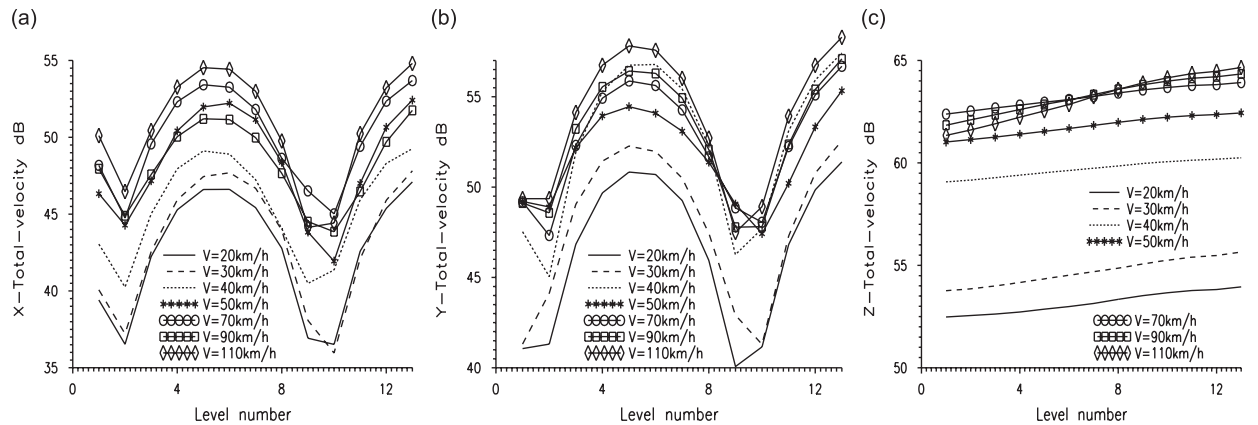 (a)
X-Total-velocity dB
55
50
45
40
35
0
4
8
12
Level number
V=20km/h
V=30km/h
V=40km/h
V=50km/h
V=70km/h
V=90km/h
V=110km/h
(b)
Y-Total-velocity dB
55
50
45
40
0
4
8
12
Level number
V=20km/h
V=30km/h
V=40km/h
V=50km/h
V=70km/h
V=90km/h
V=110km/h
(c)
Z-Total-velocity dB
65
60
55
50
0
4
8
12
Level number
V=20km/h
V=30km/h
V=40km/h
V=50km/h
V=70km/h
V=90km/h
V=110km/h